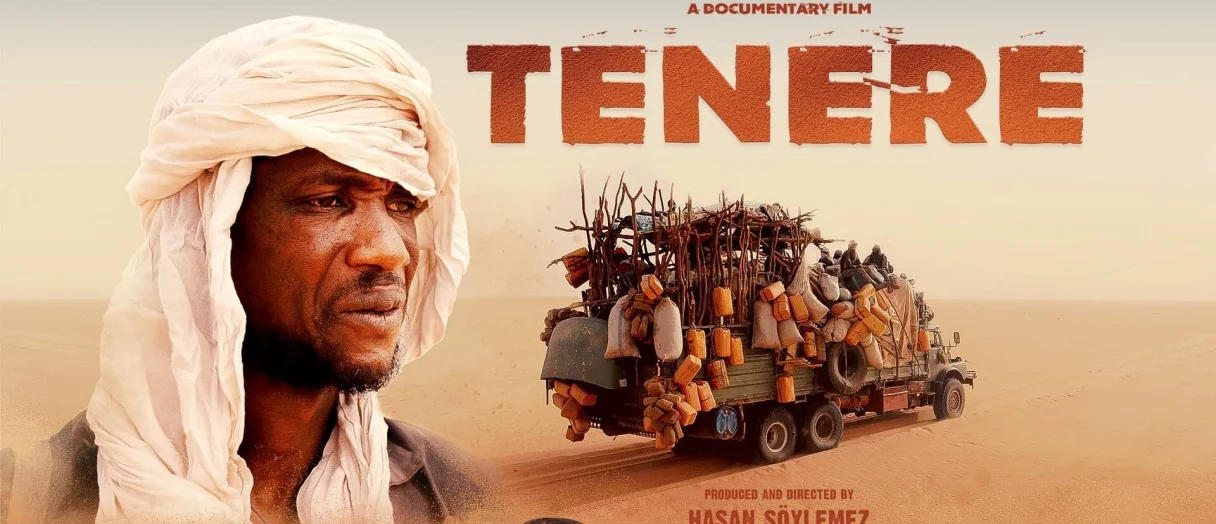 A DOCUMENTARY FILM
TENERE
PRODUCED AND DIRECTED BY
HASAN SÖYLEMEZ